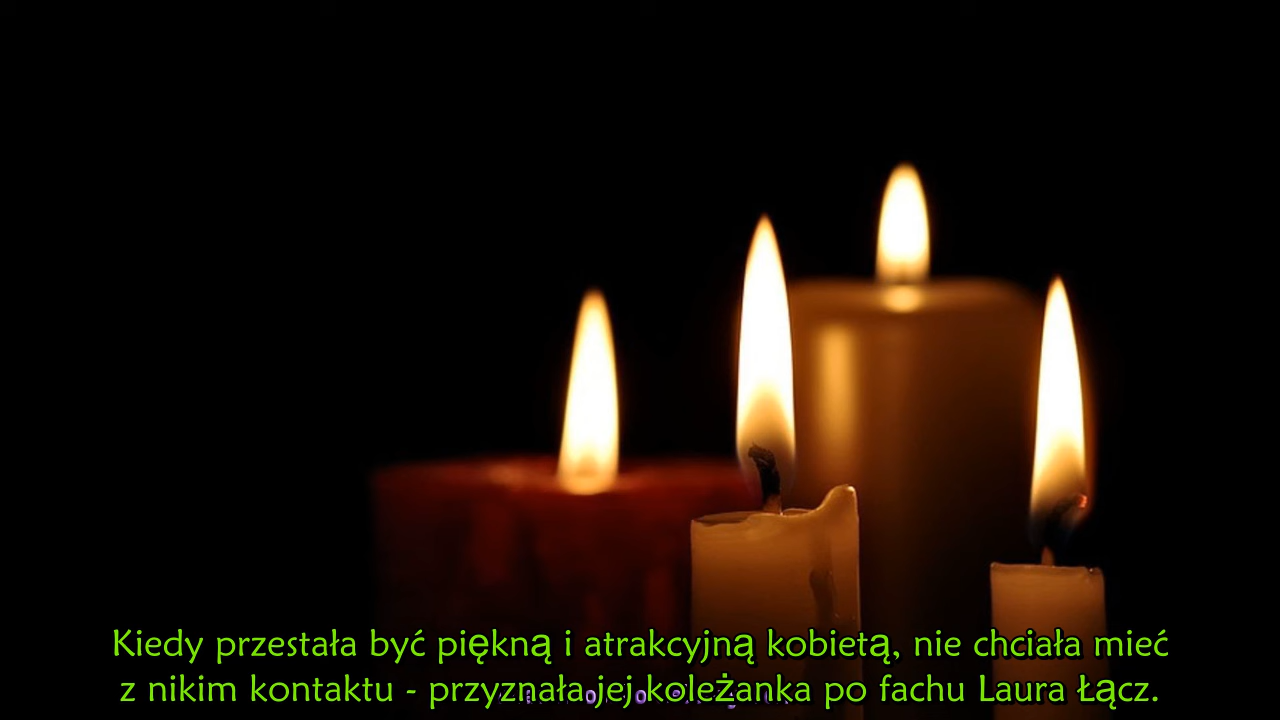 Kiedy przestała być piękną i atrakcyjną kobietą, nie chciała mieć
z nikim kontaktu - przyznała jej koleżanka po fachu Laura Łącz.